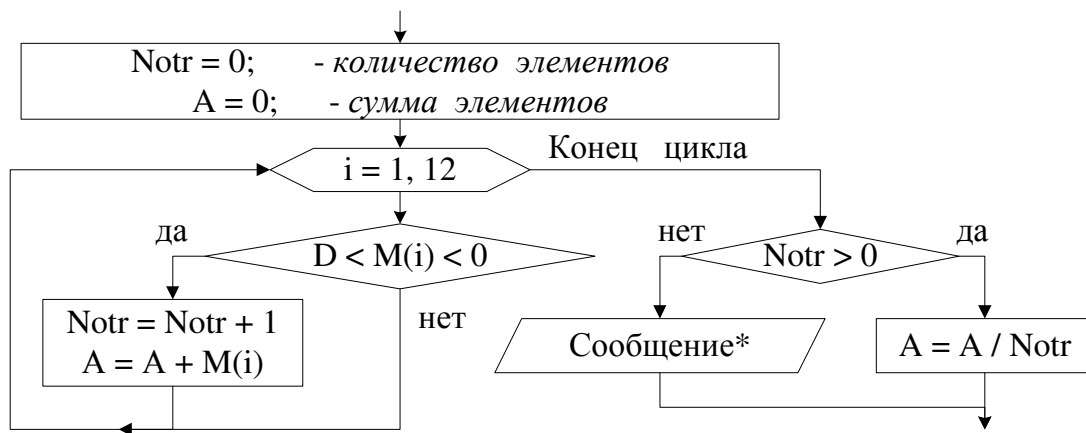 Notr = 0; - количество элементов
A = 0; - сумма элементов
Конец цикла
i = 1, 12
да
D < M(i) < 0
нет
Notr > 0
да
Notr = Notr + 1
A = A + M(i)
нет
Сообщение*
A = A / Notr